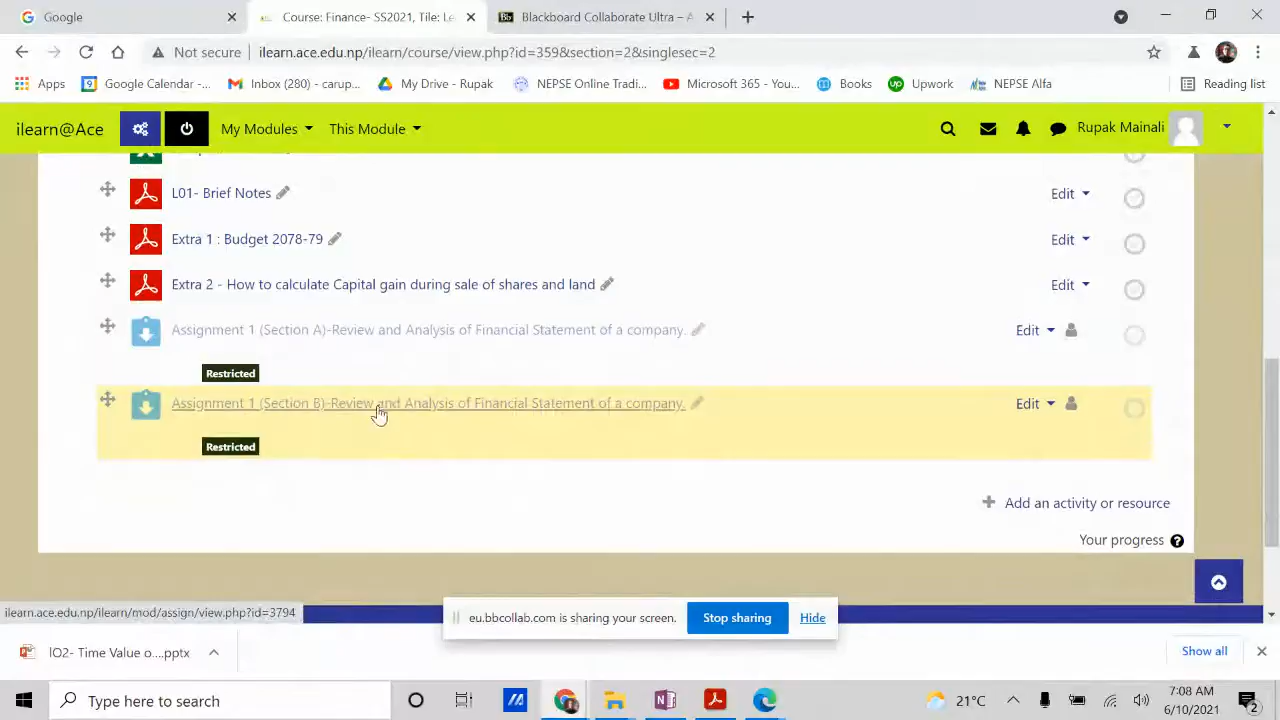 Google
Course: Finance- SS2021, Tile: Le
Bb
Blackboard Collaborate Ultra – A
Not secure
ilearn.ace.edu.np/ilearn/course/view.php?id=359&section=2&singlesec=2
Apps
Google Calendar -...
Inbox (280) - carup...
My Drive - Rupak
NEPSE Online Tradi...
Microsoft 365 - You...
Books
Upwork
NEPSE Alfa
Reading list
ilearn@Ace
My Modules
This Module
Rupak Mainali
L01- Brief Notes
Edit
Extra 1 : Budget 2078-79
Edit
Extra 2 - How to calculate Capital gain during sale of shares and land
Edit
Assignment 1 (Section A)-Review and Analysis of Financial Statement of a company.
Edit
Restricted
Assignment 1 (Section B)-Review and Analysis of Financial Statement of a company.
Edit
Restricted
Add an activity or resource
Your progress
ilearn.ace.edu.np/ilearn/mod/assign/view.php?id=3794
eu.bbcollab.com is sharing your screen.
Stop sharing
Hide
lO2- Time Value o....pptx
Show all
Type here to search
21°C
7:08 AM
6/10/2021
2